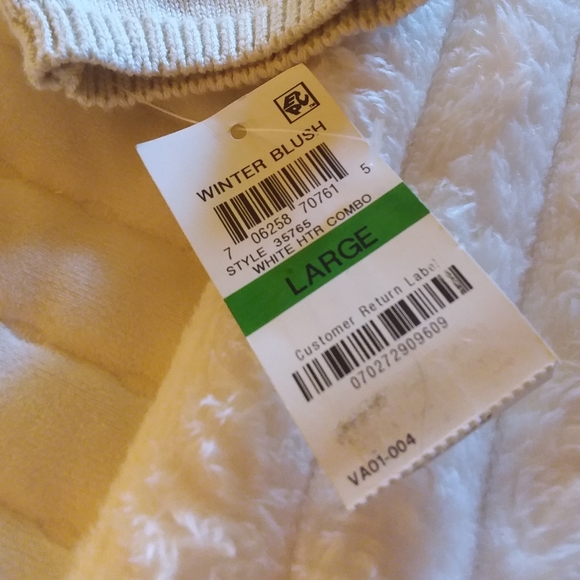 WINTER BLUSH
7 06258 70761 5
STYLE 35765
WHITE HTR COMBO
LARGE
Customer Return Label
070272909609
VA01-004